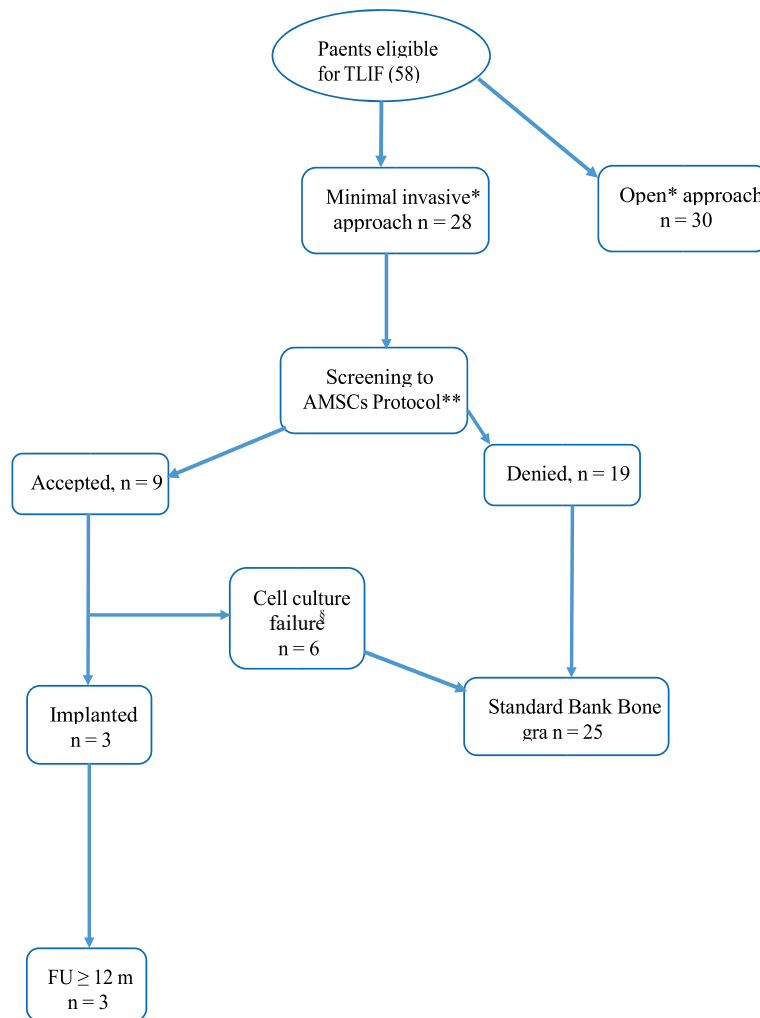 Paents eligible
for TLIF (58)
Minimal invasive*
approach n = 28
Open* approach
n = 30
Screening to
AMSCs Protocol**
Accepted, n = 9
Denied, n = 19
Cell culture
failure§
n = 6
Implanted
n = 3
Standard Bank Bone
gra n = 25
FU ≥ 12 m
n = 3